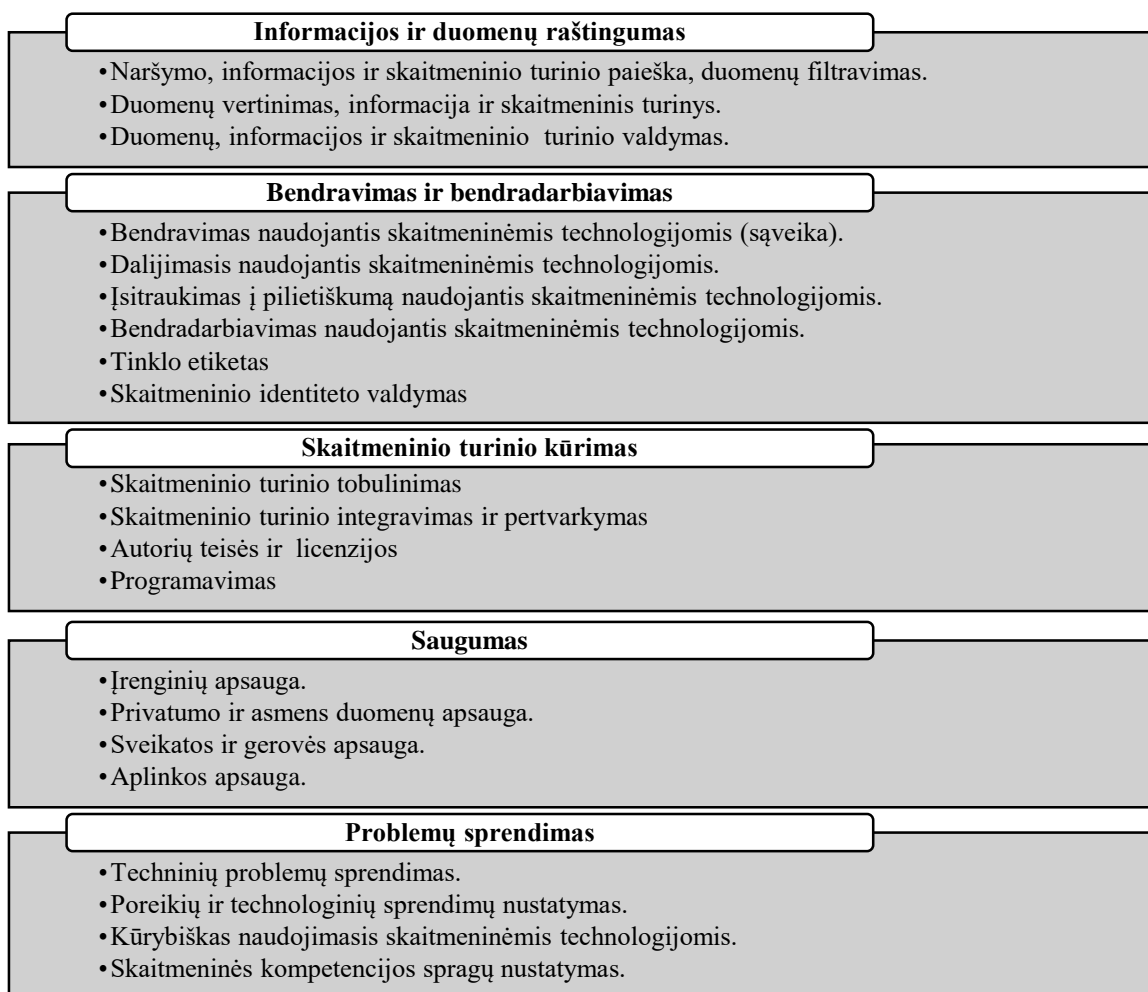 Informacijos ir duomenų raštingumas
•Naršymo, informacijos ir skaitmeninio turinio paieška, duomenų filtravimas.
•Duomenų vertinimas, informacija ir skaitmeninis turinys.
•Duomenų, informacijos ir skaitmeninio turinio valdymas.
Bendravimas ir bendradarbiavimas
•Bendravimas naudojantis skaitmeninėmis technologijomis (sąveika).
•Dalijimasis naudojantis skaitmeninėmis technologijomis.
•Įsitraukimas į pilietiškumą naudojantis skaitmeninėmis technologijomis.
•Bendradarbiavimas naudojantis skaitmeninėmis technologijomis.
•Tinklo etiketas
•Skaitmeninio identiteto valdymas
Skaitmeninio turinio kūrimas
•Skaitmeninio turinio tobulinimas
•Skaitmeninio turinio integravimas ir pertvarkymas
•Autorių teisės ir licenzijos
•Programavimas
Saugumas
•Įrenginių apsauga.
•Privatumo ir asmens duomenų apsauga.
•Sveikatos ir gerovės apsauga.
•Aplinkos apsauga.
Problemų sprendimas
•Techninių problemų sprendimas.
•Poreikių ir technologinių sprendimų nustatymas.
•Kūrybiškas naudojimasis skaitmeninėmis technologijomis.
•Skaitmeninės kompetencijos spragų nustatymas.